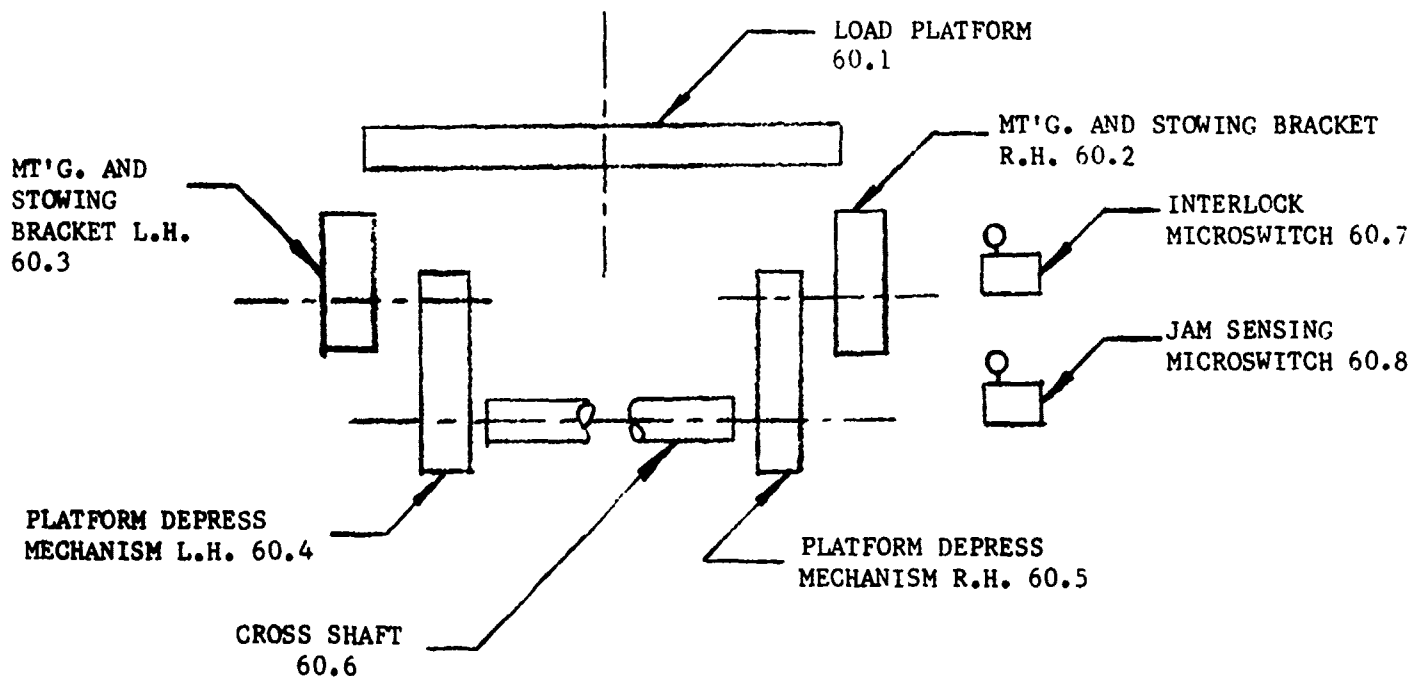 LOAD PLATFORM
60.1
MT'G. AND STOWING BRACKET
R.H. 60.2
MT'G. AND
STOWING
BRACKET L.H.
60.3
INTERLOCK
MICROSWITCH 60.7
JAM SENSING
MICROSWITCH 60.8
PLATFORM DEPRESS
MECHANISM L.H. 60.4
PLATFORM DEPRESS
MECHANISM R.H. 60.5
CROSS SHAFT
60.6